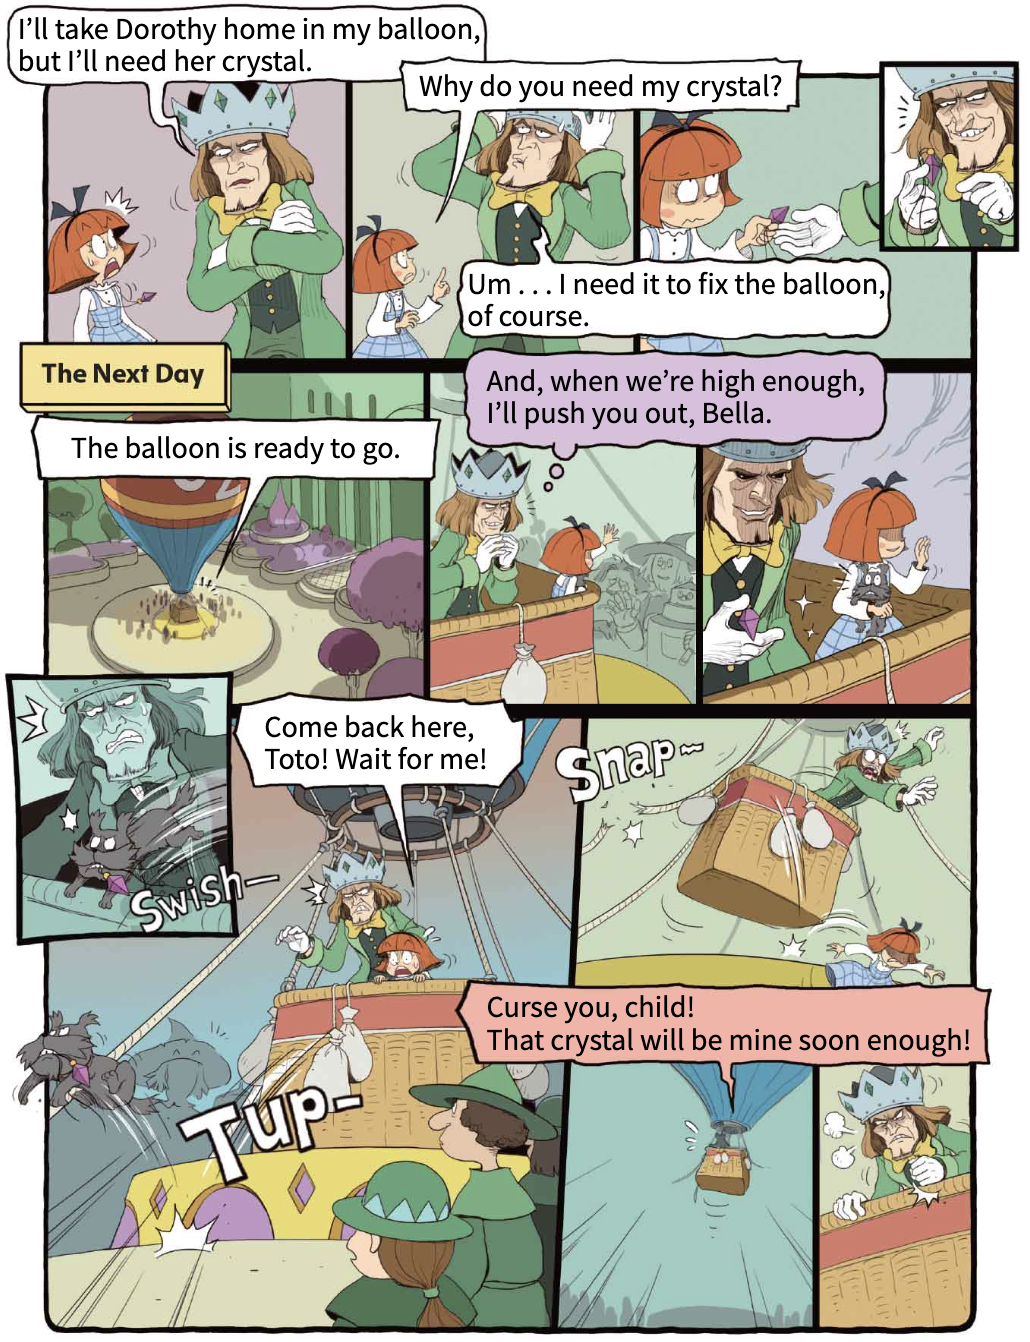 I'll take Dorothy home in my balloon,
but I'll need her crystal.
Why do you need my crystal?
Um . . . I need it to fix the balloon,
of course.
The Next Day
The balloon is ready to go.
And, when we're high enough,
I'll push you out, Bella.
Swish–
Come back here,
Toto! Wait for me!
Tup–
Snap~
Curse you, child!
That crystal will be mine soon enough!